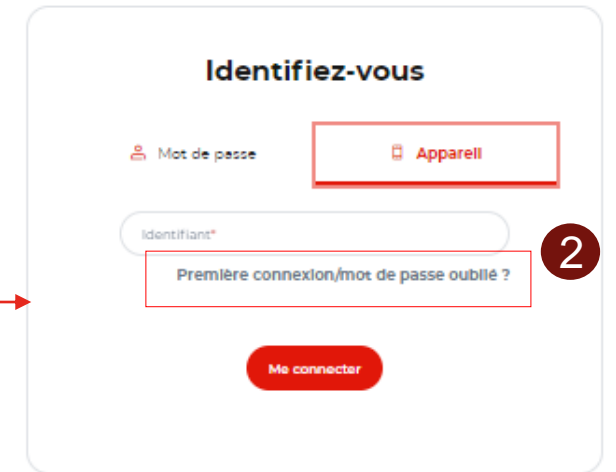 Identifiez-vous
Mot de passe Appareil
Identifiant*
2
Première connexion/mot de passe oublié ?
Me connecter